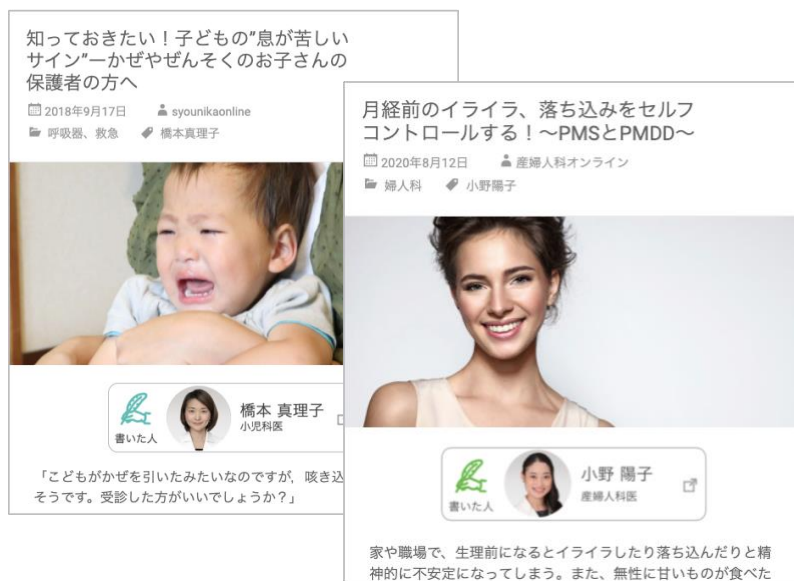 知っておきたい！子どもの”息が苦しい
サイン”ーかぜやぜんそくのお子さんの
保護者の方へ
2018年9月17日 syounikaonline
呼吸器、救急 橋本真理子
書いた人
橋本 真理子
小児科医
「こどもがかぜを引いたみたいなのですが，咳き込
そうです。受診した方がいいでしょうか？」
月経前のイライラ、落ち込みをセルフ
コントロールする！～PMSとPMDD～
2020年8月12日 産婦人科オンライン
婦人科 小野陽子
書いた人
小野 陽子
産婦人科医
家や職場で、生理前になるとイライラしたり落ち込んだりと精
神的に不安定になってしまう。また、無性に甘いものが食べた